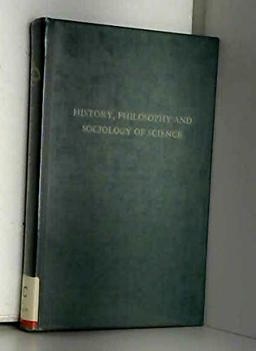 HISTORY, PHILOSOPHY AND
SOCIOLOGY OF SCIENCE
C